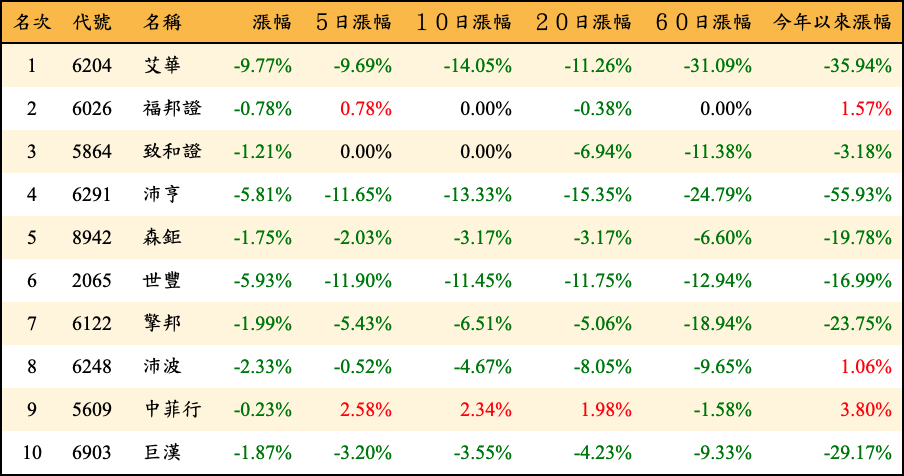 名次 代號 名稱 漲幅 5日漲幅 10日漲幅 20日漲幅 60日漲幅 今年以來漲幅
1 6204 艾華 -9.77% -9.69% -14.05% -11.26% -31.09% -35.94%
2 6026 福邦證 -0.78% 0.78% 0.00% -0.38% 0.00% 1.57%
3 5864 致和證 -1.21% 0.00% 0.00% -6.94% -11.38% -3.18%
4 6291 沛亨 -5.81% -11.65% -13.33% -15.35% -24.79% -55.93%
5 8942 森鉅 -1.75% -2.03% -3.17% -3.17% -6.60% -19.78%
6 2065 世豐 -5.93% -11.90% -11.45% -11.75% -12.94% -16.99%
7 6122 擎邦 -1.99% -5.43% -6.51% -5.06% -18.94% -23.75%
8 6248 沛波 -2.33% -0.52% -4.67% -8.05% -9.65% 1.06%
9 5609 中菲行 -0.23% 2.58% 2.34% 1.98% -1.58% 3.80%
10 6903 巨漢 -1.87% -3.20% -3.55% -4.23% -9.33% -29.17%